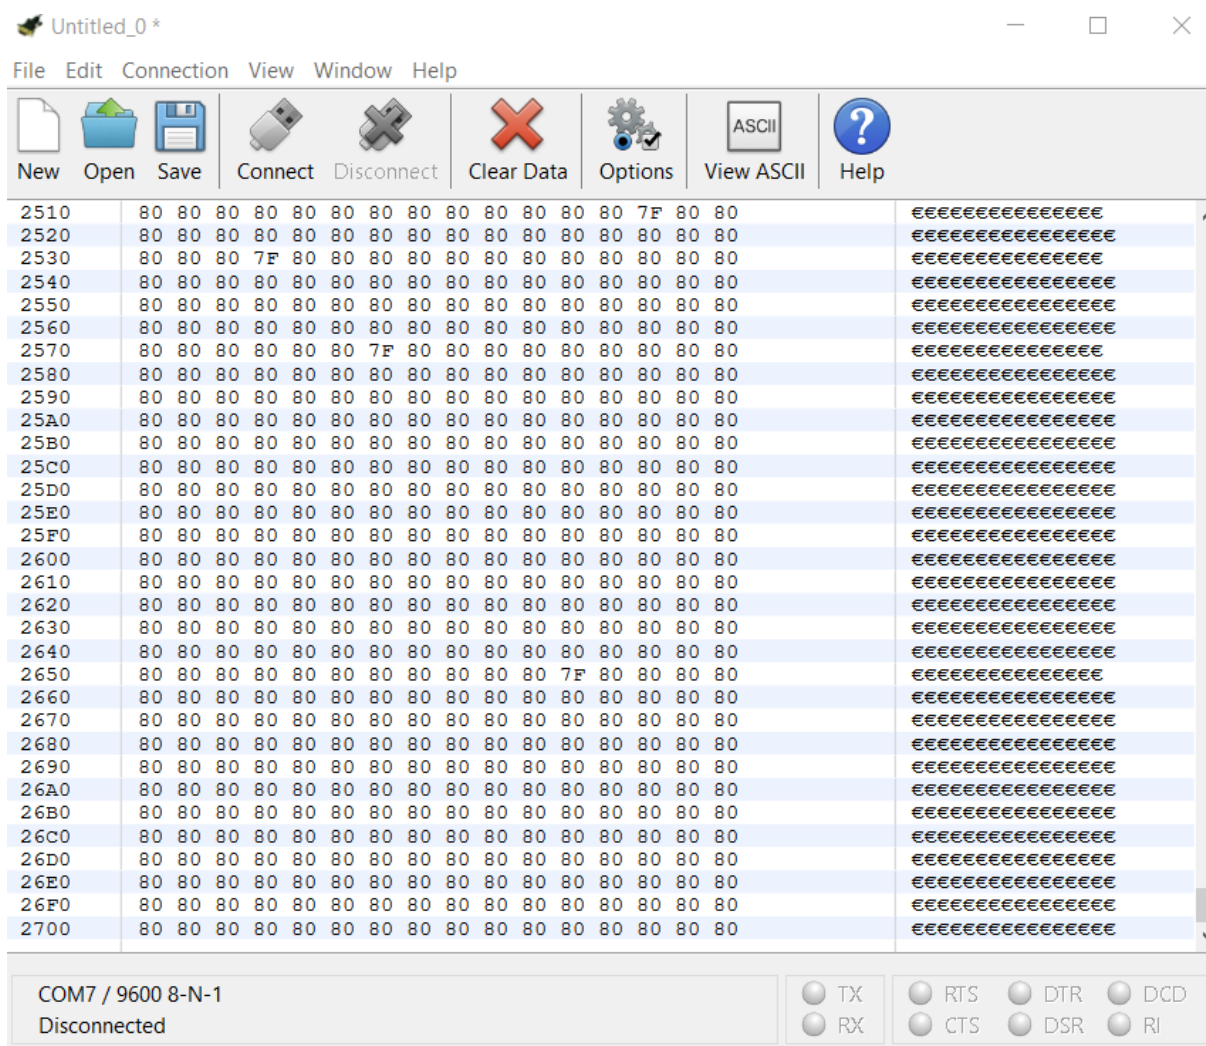 Untitled_0 *
File Edit Connection View Window Help
ASCII
New Open Save Connect Disconnect Clear Data Options View ASCII Help
2510 80 80 80 80 80 80 80 80 80 80 80 80 80 7F 80 80 €€€€€€€€€€€€€€€
2520 80 80 80 80 80 80 80 80 80 80 80 80 80 80 80 80 €€€€€€€€€€€€€€€€
2530 80 80 80 7F 80 80 80 80 80 80 80 80 80 80 80 80 €€€€€€€€€€€€€€€
2540 80 80 80 80 80 80 80 80 80 80 80 80 80 80 80 80 €€€€€€€€€€€€€€€€
2550 80 80 80 80 80 80 80 80 80 80 80 80 80 80 80 80 €€€€€€€€€€€€€€€€
2560 80 80 80 80 80 80 80 80 80 80 80 80 80 80 80 80 €€€€€€€€€€€€€€€€
2570 80 80 80 80 80 80 7F 80 80 80 80 80 80 80 80 80 €€€€€€€€€€€€€€€
2580 80 80 80 80 80 80 80 80 80 80 80 80 80 80 80 80 €€€€€€€€€€€€€€€€
2590 80 80 80 80 80 80 80 80 80 80 80 80 80 80 80 80 €€€€€€€€€€€€€€€€
25A0 80 80 80 80 80 80 80 80 80 80 80 80 80 80 80 80 €€€€€€€€€€€€€€€€
25B0 80 80 80 80 80 80 80 80 80 80 80 80 80 80 80 80 €€€€€€€€€€€€€€€€
25C0 80 80 80 80 80 80 80 80 80 80 80 80 80 80 80 80 €€€€€€€€€€€€€€€€
25D0 80 80 80 80 80 80 80 80 80 80 80 80 80 80 80 80 €€€€€€€€€€€€€€€€
25E0 80 80 80 80 80 80 80 80 80 80 80 80 80 80 80 80 €€€€€€€€€€€€€€€€
25F0 80 80 80 80 80 80 80 80 80 80 80 80 80 80 80 80 €€€€€€€€€€€€€€€€
2600 80 80 80 80 80 80 80 80 80 80 80 80 80 80 80 80 €€€€€€€€€€€€€€€€
2610 80 80 80 80 80 80 80 80 80 80 80 80 80 80 80 80 €€€€€€€€€€€€€€€€
2620 80 80 80 80 80 80 80 80 80 80 80 80 80 80 80 80 €€€€€€€€€€€€€€€€
2630 80 80 80 80 80 80 80 80 80 80 80 80 80 80 80 80 €€€€€€€€€€€€€€€€
2640 80 80 80 80 80 80 80 80 80 80 80 80 80 80 80 80 €€€€€€€€€€€€€€€€
2650 80 80 80 80 80 80 80 80 80 80 80 7F 80 80 80 80 €€€€€€€€€€€€€€€
2660 80 80 80 80 80 80 80 80 80 80 80 80 80 80 80 80 €€€€€€€€€€€€€€€€
2670 80 80 80 80 80 80 80 80 80 80 80 80 80 80 80 80 €€€€€€€€€€€€€€€€
2680 80 80 80 80 80 80 80 80 80 80 80 80 80 80 80 80 €€€€€€€€€€€€€€€€
2690 80 80 80 80 80 80 80 80 80 80 80 80 80 80 80 80 €€€€€€€€€€€€€€€€
26A0 80 80 80 80 80 80 80 80 80 80 80 80 80 80 80 80 €€€€€€€€€€€€€€€€
26B0 80 80 80 80 80 80 80 80 80 80 80 80 80 80 80 80 €€€€€€€€€€€€€€€€
26C0 80 80 80 80 80 80 80 80 80 80 80 80 80 80 80 80 €€€€€€€€€€€€€€€€
26D0 80 80 80 80 80 80 80 80 80 80 80 80 80 80 80 80 €€€€€€€€€€€€€€€€
26E0 80 80 80 80 80 80 80 80 80 80 80 80 80 80 80 80 €€€€€€€€€€€€€€€€
26F0 80 80 80 80 80 80 80 80 80 80 80 80 80 80 80 80 €€€€€€€€€€€€€€€€
2700 80 80 80 80 80 80 80 80 80 80 80 80 80 80 80 80 €€€€€€€€€€€€€€€€
COM7 / 9600 8-N-1 TX RTS DTR DCD
Disconnected RX CTS DSR RI